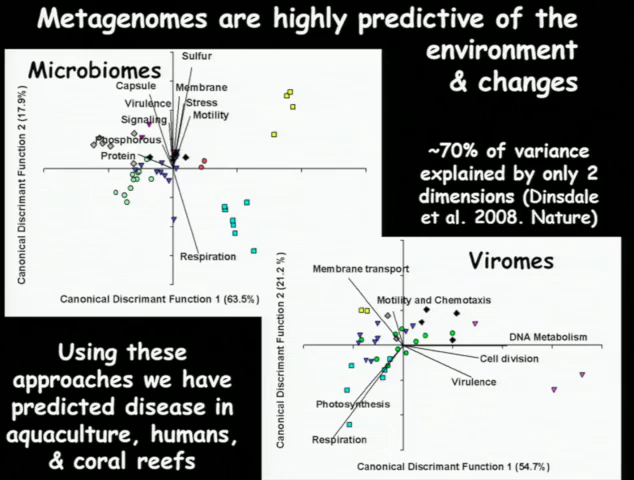 Metagenomes are highly predictive of the
environment
& changes
Microbiomes
Sulfur
Capsule
Membrane
Virulence
Stress
Motility
Signaling
Phosphorous
Protein
Respiration
Canonical Discrimant Function 2 (17.9%)
Canonical Discrimant Function 1 (63.5%)
~70% of variance
explained by only 2
dimensions (Dinsdale
et al. 2008. Nature)
Viromes
Membrane transport
Motility and Chemotaxis
DNA Metabolism
Cell division
Virulence
Photosynthesis
Respiration
Canonical Discrimant Function 2 (21.2 %)
Canonical Discrimant Function 1 (54.7%)
Using these
approaches we have
predicted disease in
aquaculture, humans,
& coral reefs